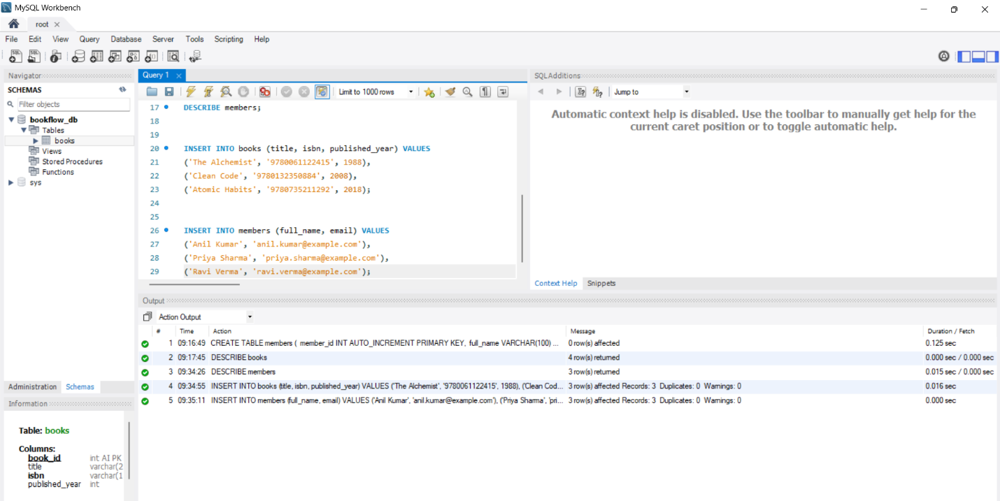 MySQL Workbench
root
File Edit View Query Database Server Tools Scripting Help
Navigator
SCHEMAS
Filter objects
bookflow_db
Tables
books
Views
Stored Procedures
Functions
sys
Administration Schemas
Information
Table: books
Columns:
book_id int AI PK
title varchar(2
isbn varchar(1
published_year int
Query 1
Limit to 1000 rows
17 DESCRIBE members;
18
19
20 INSERT INTO books (title, isbn, published_year) VALUES
21 ('The Alchemist', '9780061122415', 1988),
22 ('Clean Code', '9780132350884', 2008),
23 ('Atomic Habits', '9780735211292', 2018);
24
25
26 INSERT INTO members (full_name, email) VALUES
27 ('Anil Kumar', 'anil.kumar@example.com'),
28 ('Priya Sharma', 'priya.sharma@example.com'),
29 ('Ravi Verma', 'ravi.verma@example.com');
SQLAdditions
Jump to
Automatic context help is disabled. Use the toolbar to manually get help for the
current caret position or to toggle automatic help.
Context Help Snippets
Output
Action Output
# Time Action Message Duration / Fetch
1 09:16:49 CREATE TABLE members ( member_id INT AUTO_INCREMENT PRIMARY KEY, full_name VARCHAR(100) ... 0 row(s) affected 0.125 sec
2 09:17:45 DESCRIBE books 4 row(s) returned 0.000 sec / 0.000 sec
3 09:34:26 DESCRIBE members 3 row(s) returned 0.015 sec / 0.000 sec
4 09:34:55 INSERT INTO books (title, isbn, published_year) VALUES ('The Alchemist', '9780061122415', 1988), ('Clean Cod... 3 row(s) affected Records: 3 Duplicates: 0 Warnings: 0 0.016 sec
5 09:35:11 INSERT INTO members (full_name, email) VALUES ('Anil Kumar', 'anil.kumar@example.com'), ('Priya Sharma', 'pri... 3 row(s) affected Records: 3 Duplicates: 0 Warnings: 0 0.000 sec